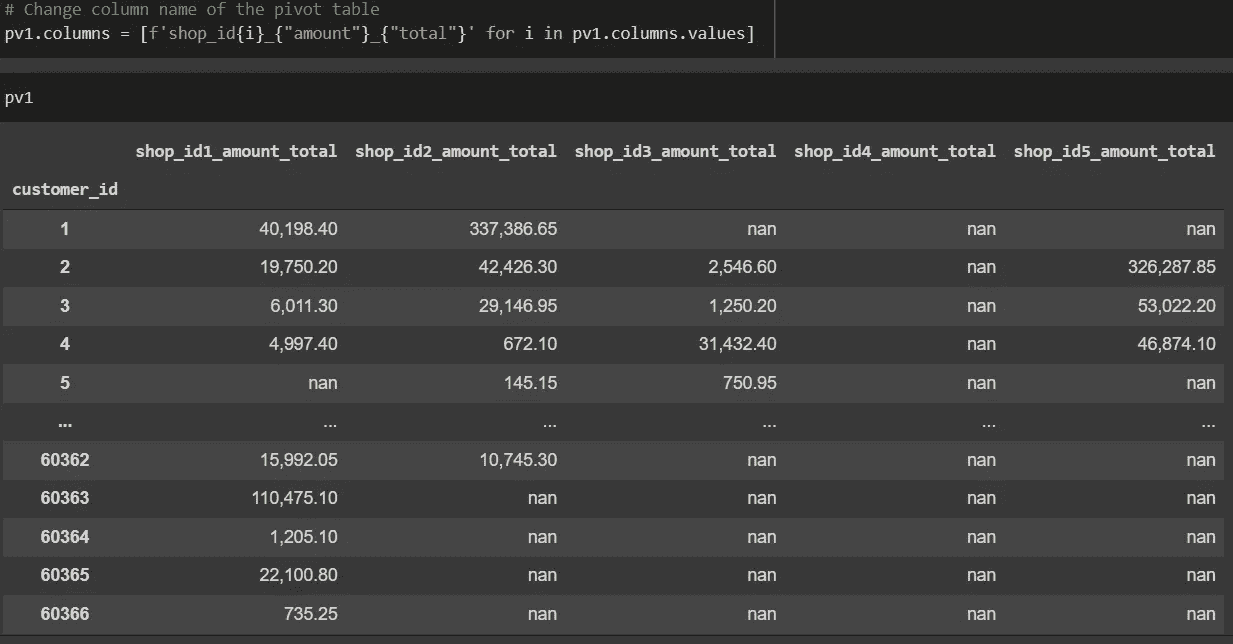 # Change column name of the pivot table
pv1.columns = [f'shop_id{i}_{"amount"}_{"total"}' for i in pv1.columns.values]
pv1
shop_id1_amount_total shop_id2_amount_total shop_id3_amount_total shop_id4_amount_total shop_id5_amount_total
customer_id
1 40,198.40 337,386.65 nan nan nan
2 19,750.20 42,426.30 2,546.60 nan 326,287.85
3 6,011.30 29,146.95 1,250.20 nan 53,022.20
4 4,997.40 672.10 31,432.40 nan 46,874.10
5 nan 145.15 750.95 nan nan
... ... ... ... ... ...
60362 15,992.05 10,745.30 nan nan nan
60363 110,475.10 nan nan nan nan
60364 1,205.10 nan nan nan nan
60365 22,100.80 nan nan nan nan
60366 735.25 nan nan nan nan